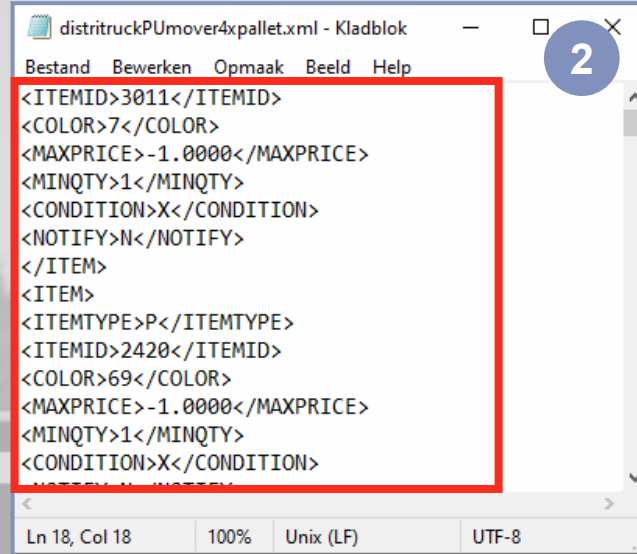 distritruckPUmover4xpallet.xml - Kladblok
2
Bestand Bewerken Opmaak Beeld Help
<ITEMID>3011</ITEMID>
<COLOR>7</COLOR>
<MAXPRICE>-1.0000</MAXPRICE>
<MINQTY>1</MINQTY>
<CONDITION>X</CONDITION>
<NOTIFY>N</NOTIFY>
</ITEM>
<ITEM>
<ITEMTYPE>P</ITEMTYPE>
<ITEMID>2420</ITEMID>
<COLOR>69</COLOR>
<MAXPRICE>-1.0000</MAXPRICE>
<MINQTY>1</MINQTY>
<CONDITION>X</CONDITION>
Ln 18, Col 18 100% Unix (LF) UTF-8